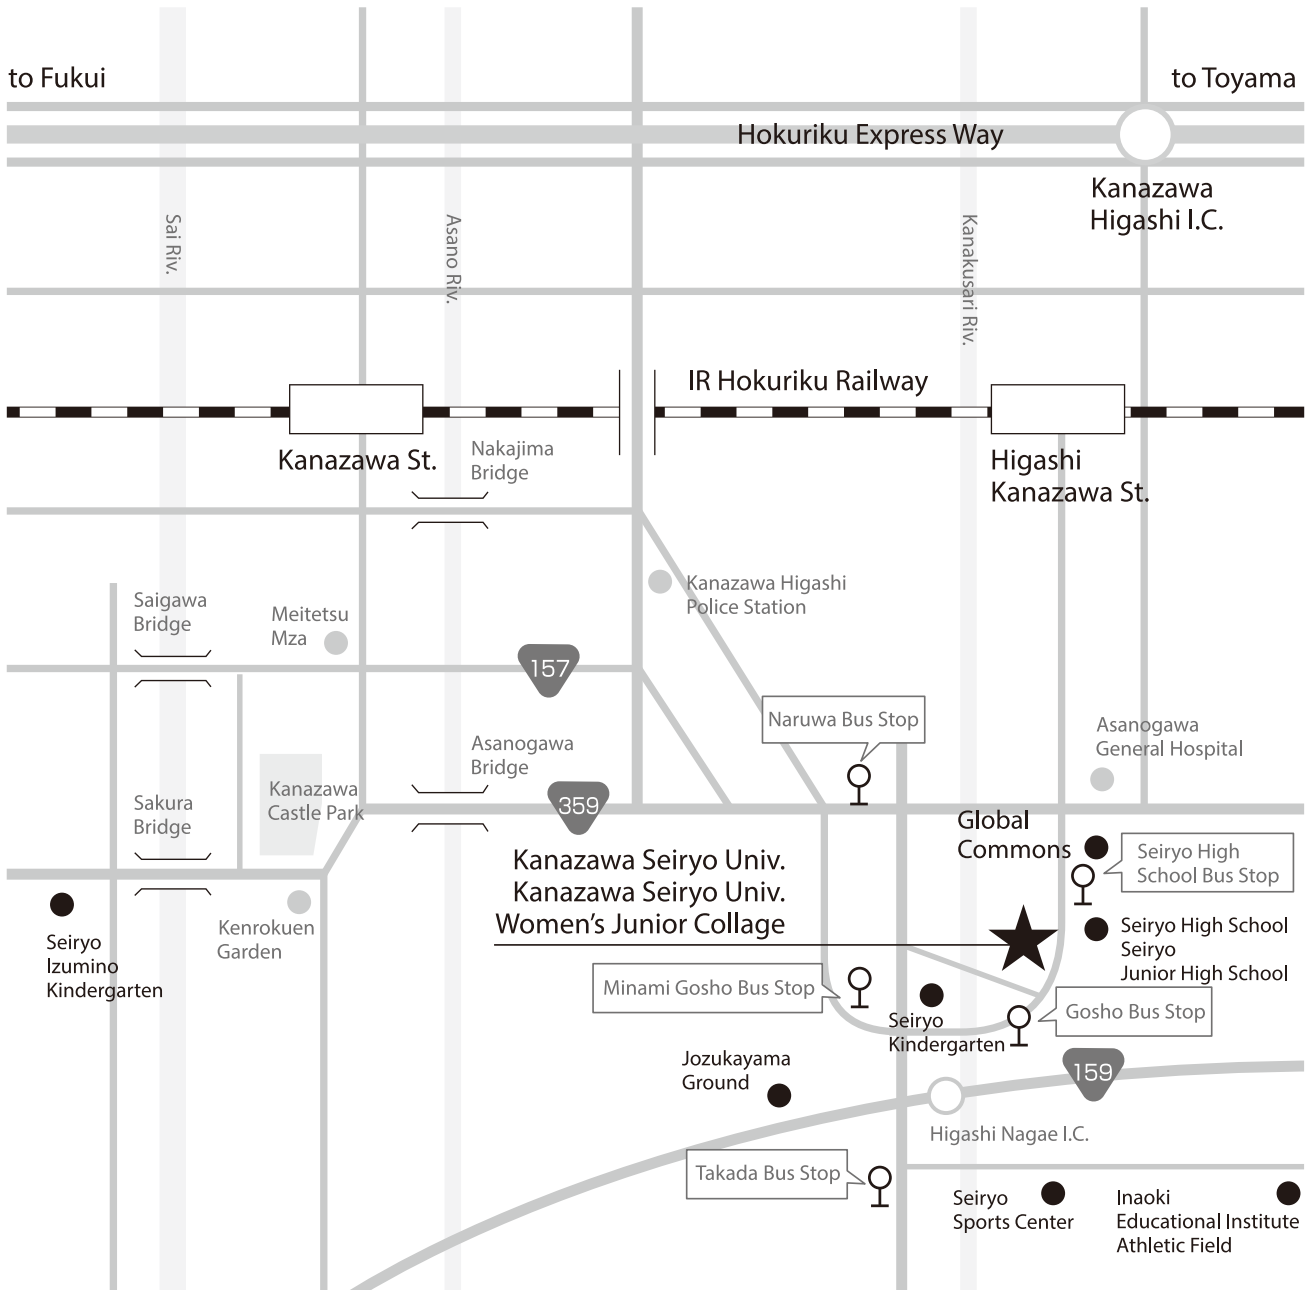 to Fukui
to Toyama
Hokuriku Express Way
Kanazawa
Higashi I.C.
Sai Riv.
Asano Riv.
Kanakusari Riv.
IR Hokuriku Railway
Kanazawa St.
Nakajima
Bridge
Higashi
Kanazawa St.
Saigawa
Bridge
Meitetsu
Mza
Kanazawa Higashi
Police Station
157
Naruwa Bus Stop
Asanogawa
General Hospital
Asanogawa
Bridge
Sakura
Bridge
Kanazawa
Castle Park
359
Global
Commons
Seiryo High
School Bus Stop
Kanazawa Seiryo Univ.
Kanazawa Seiryo Univ.
Women's Junior Collage
Seiryo
Izumino
Kindergarten
Kenrokuen
Garden
Seiryo High School
Seiryo
Junior High School
Minami Gosho Bus Stop
Seiryo
Kindergarten
Gosho Bus Stop
Jozukayama
Ground
159
Higashi Nagae I.C.
Takada Bus Stop
Seiryo
Sports Center
Inaoki
Educational Institute
Athletic Field